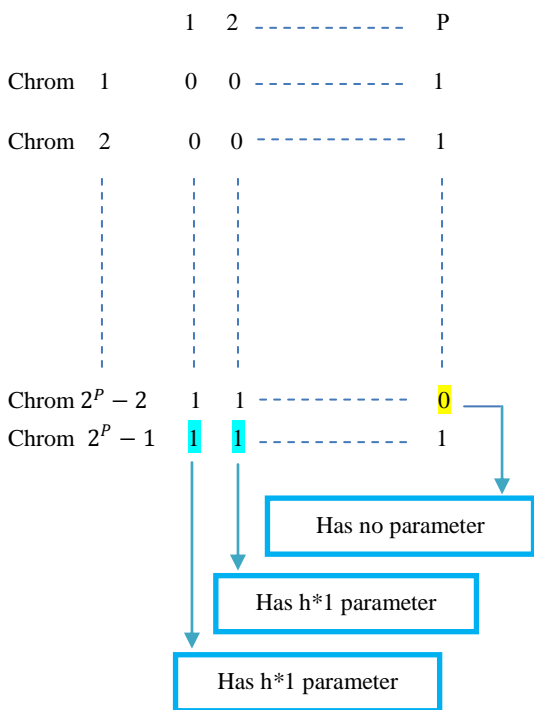 1 2 P
Chrom 1 0 0 1
Chrom 2 0 0 1
Chrom 2^P − 2 1 1 0
Chrom 2^P − 1 1 1 1
Has no parameter
Has h*1 parameter
Has h*1 parameter